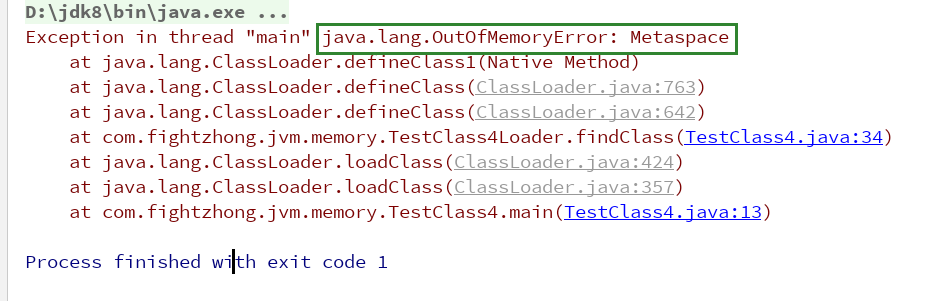 D:\jdk8\bin\java.exe ...
Exception in thread "main" java.lang.OutOfMemoryError: Metaspace
    at java.lang.ClassLoader.defineClass1(Native Method)
    at java.lang.ClassLoader.defineClass(ClassLoader.java:763)
    at java.lang.ClassLoader.defineClass(ClassLoader.java:642)
    at com.fightzhong.jvm.memory.TestClass4Loader.findClass(TestClass4.java:34)
    at java.lang.ClassLoader.loadClass(ClassLoader.java:424)
    at java.lang.ClassLoader.loadClass(ClassLoader.java:357)
    at com.fightzhong.jvm.memory.TestClass4.main(TestClass4.java:13)
Process finished with exit code 1